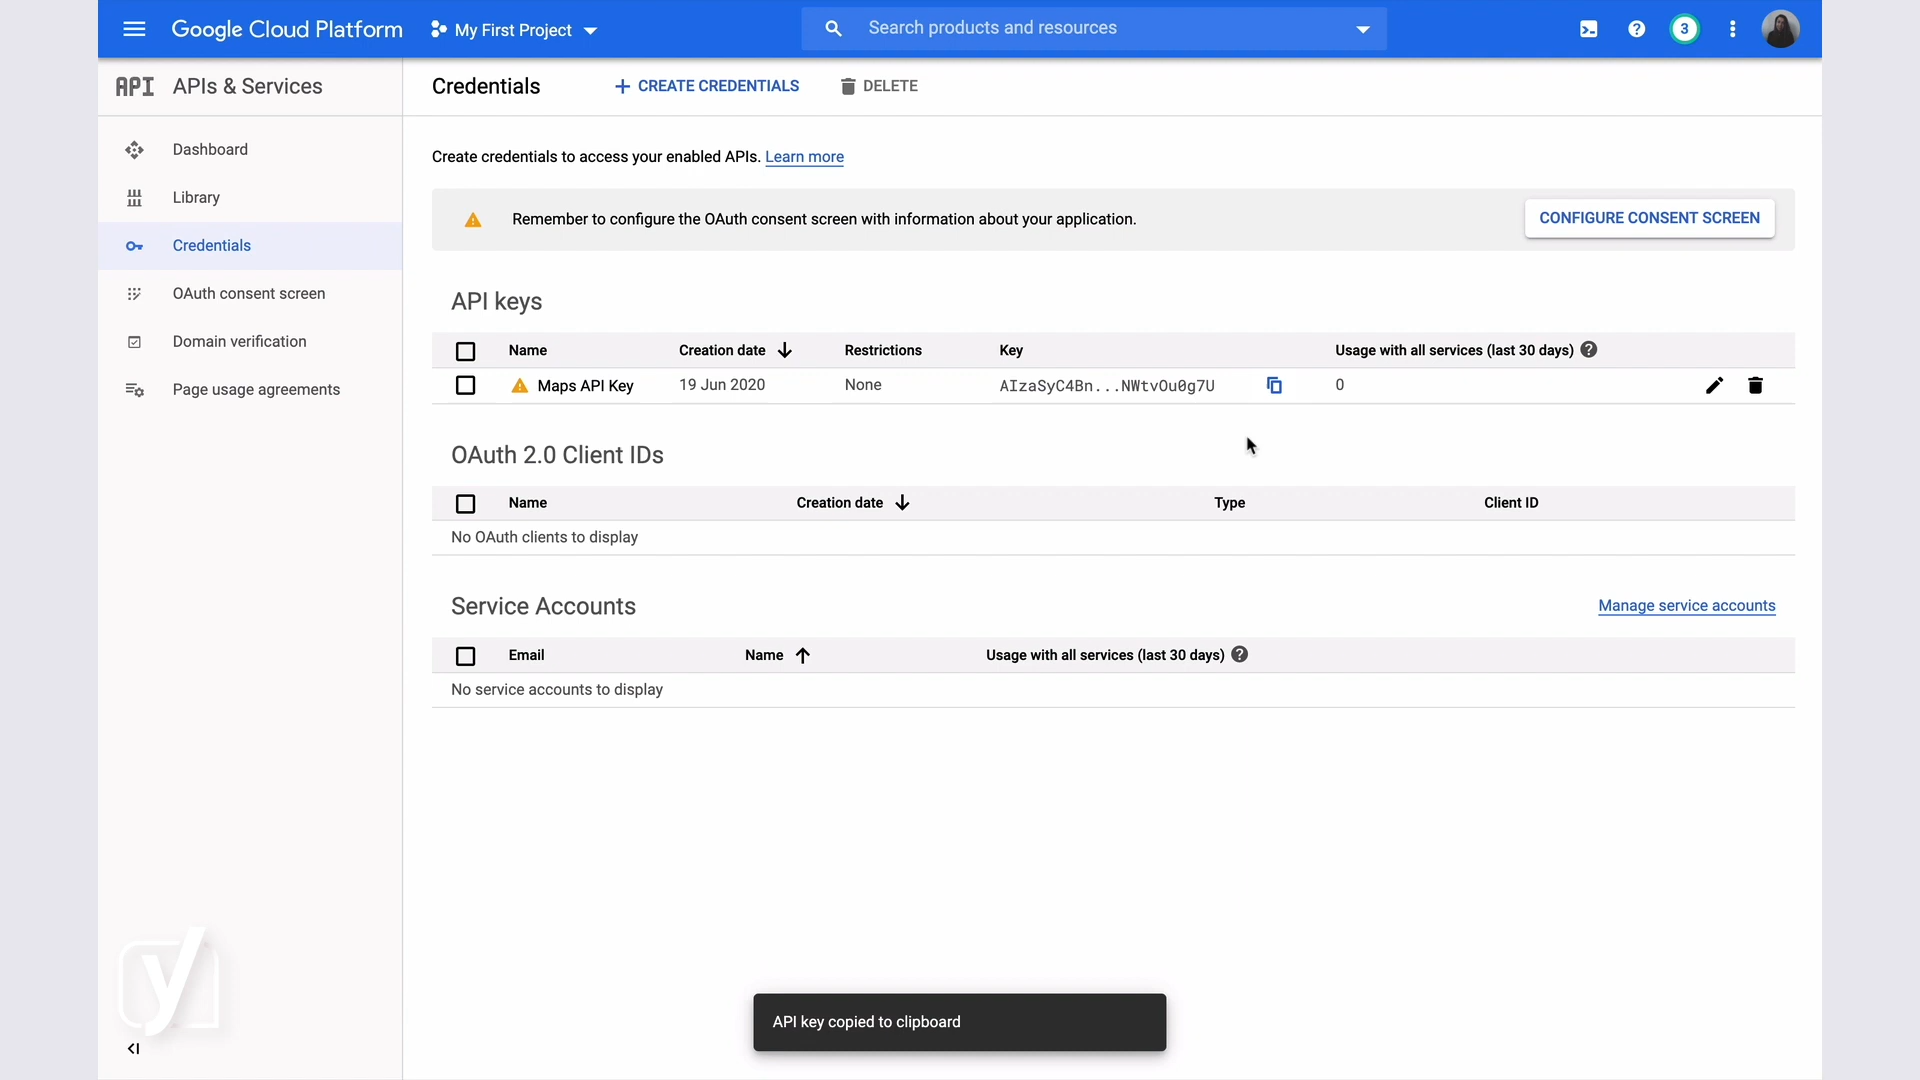 Google Cloud Platform
My First Project
Search products and resources
3
API
APIs & Services
Credentials
CREATE CREDENTIALS
DELETE
Dashboard
Library
Credentials
OAuth consent screen
Domain verification
Page usage agreements
Create credentials to access your enabled APIs. Learn more
Remember to configure the OAuth consent screen with information about your application.
CONFIGURE CONSENT SCREEN
API keys
Name Creation date Restrictions Key Usage with all services (last 30 days)
Maps API Key 19 Jun 2020 None AIzaSyC4Bn...NWtvOu0g7U 0
OAuth 2.0 Client IDs
Name Creation date Type Client ID
No OAuth clients to display
Service Accounts
Manage service accounts
Email Name Usage with all services (last 30 days)
No service accounts to display
y
API key copied to clipboard